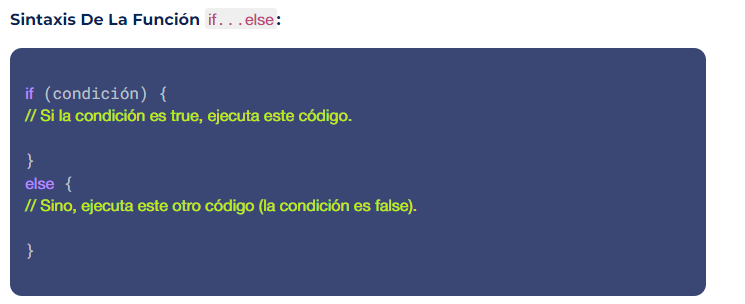 Sintaxis De La Función if...else:
if (condición) {
// Si la condición es true, ejecuta este código.
}
else {
// Sino, ejecuta este otro código (la condición es false).
}